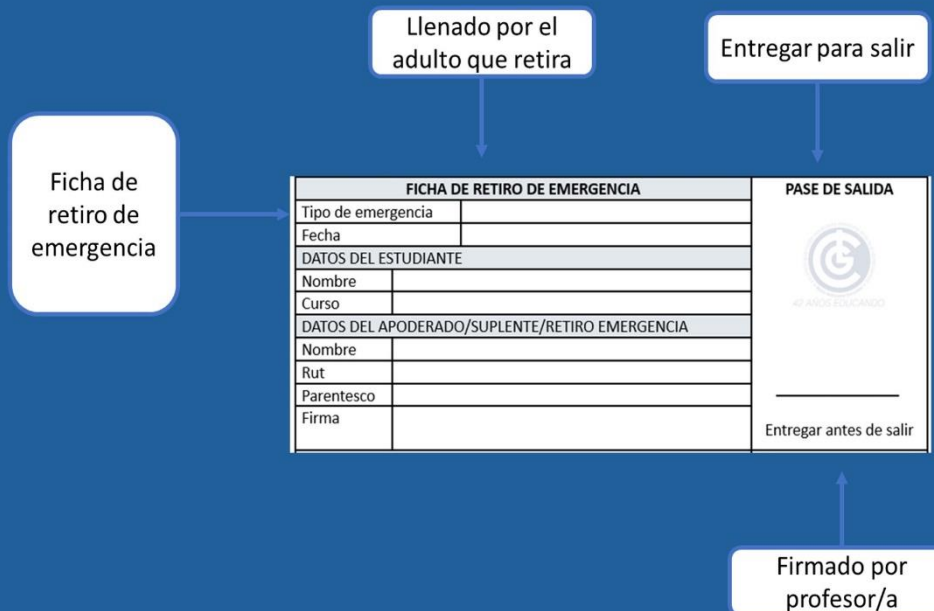 Llenado por el
adulto que retira
Entregar para salir
Ficha de
retiro de
emergencia
FICHA DE RETIRO DE EMERGENCIA
Tipo de emergencia
Fecha
DATOS DEL ESTUDIANTE
Nombre
Curso
DATOS DEL APODERADO/SUPLENTE/RETIRO EMERGENCIA
Nombre
Rut
Parentesco
Firma
PASE DE SALIDA
AÑOS EDUCANDO
Entregar antes de salir
Firmado por
profesor/a